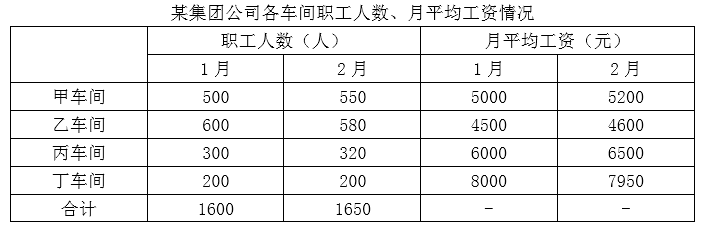 某集团公司各车间职工人数、月平均工资情况
职工人数（人） 月平均工资（元）
1月 2月 1月 2月
甲车间 500 550 5000 5200
乙车间 600 580 4500 4600
丙车间 300 320 6000 6500
丁车间 200 200 8000 7950
合计 1600 1650 - -